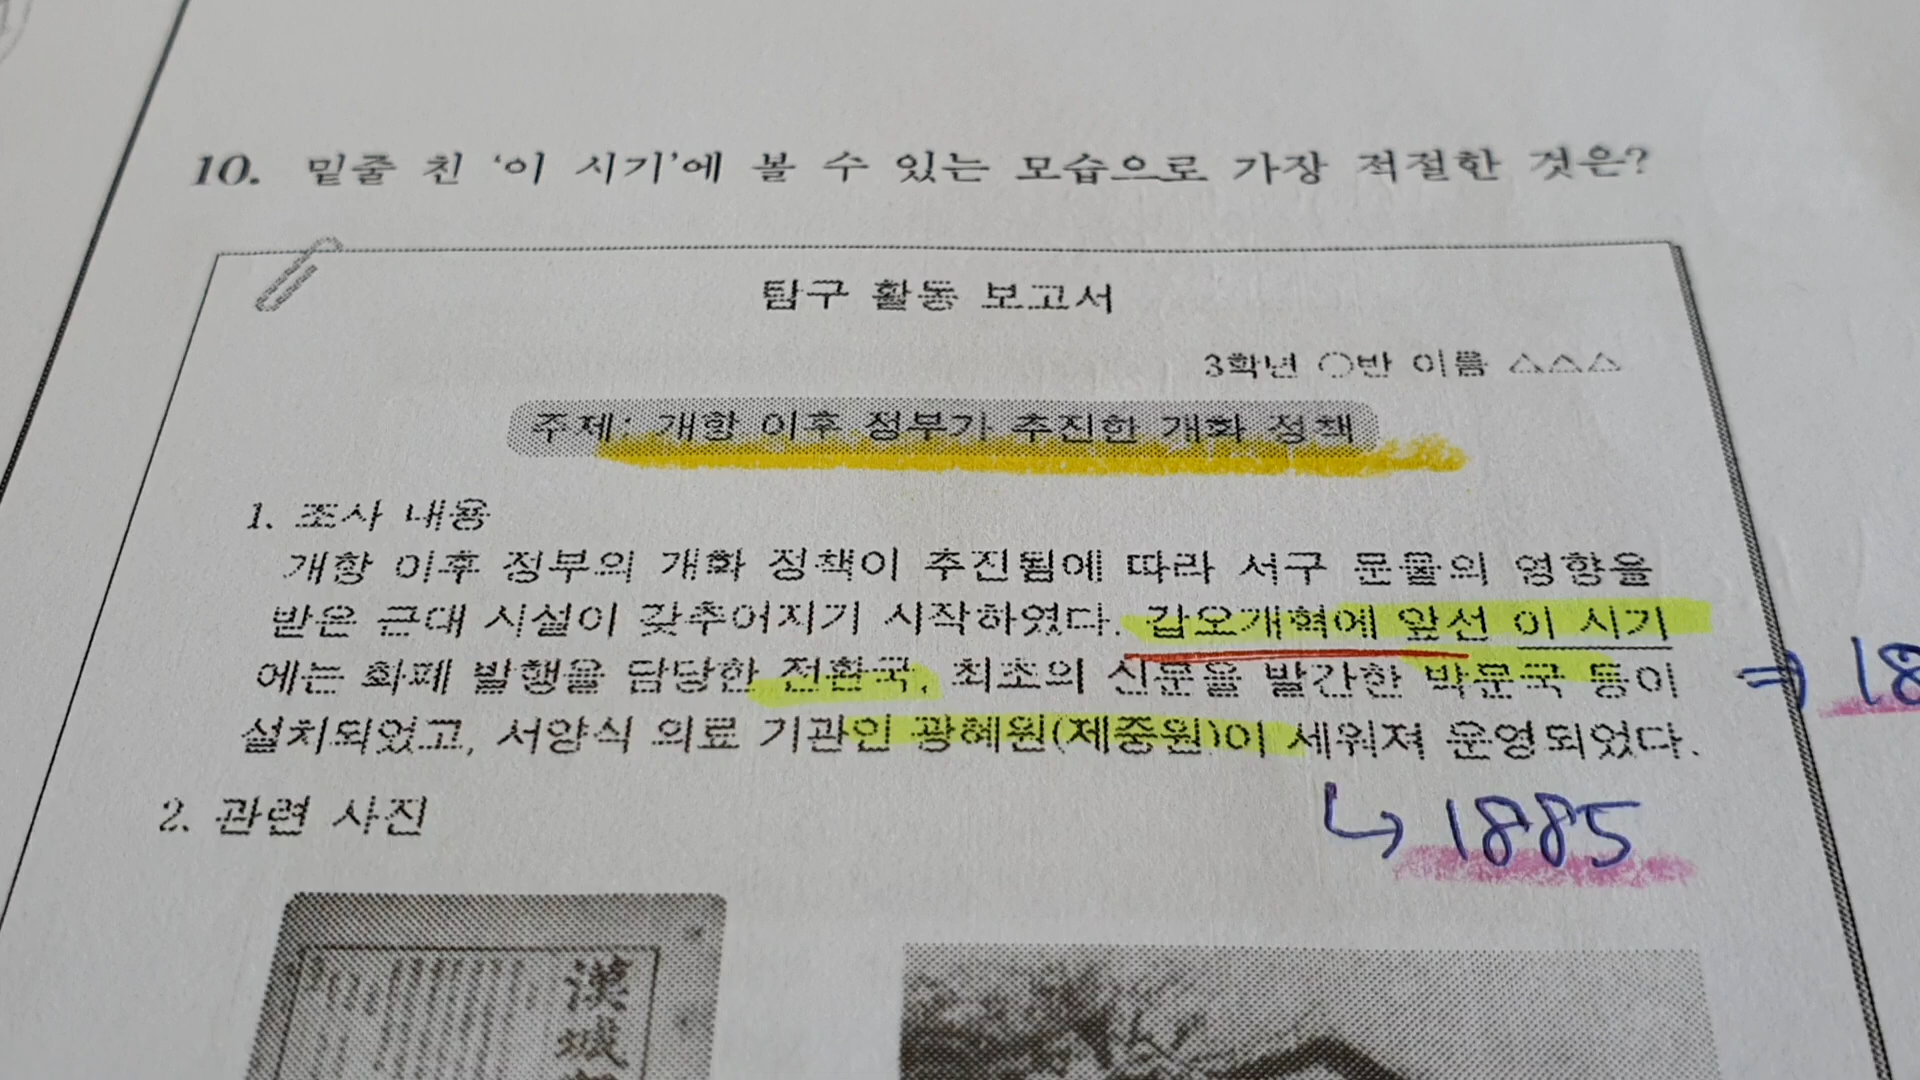 10. 밑줄 친 '이 시기'에 볼 수 있는 모습으로 가장 적절한 것은?
탐구 활동 보고서
3학년 ○반 이름 △△△
주제: 개항 이후 정부가 추진한 개화 정책
1. 조사 내용
개항 이후 정부의 개화 정책이 추진됨에 따라 서구 문물의 영향을
받은 근대 시설이 갖추어지기 시작하였다. 갑오개혁에 앞선 이 시기
에는 화폐 발행을 담당한 전환국, 최초의 신문을 발간한 박문국 등이
⇒ 18
설치되었고, 서양식 의료 기관인 광혜원(제중원)이 세워져 운영되었다.
↳ 1885
2. 관련 사진
漢
城